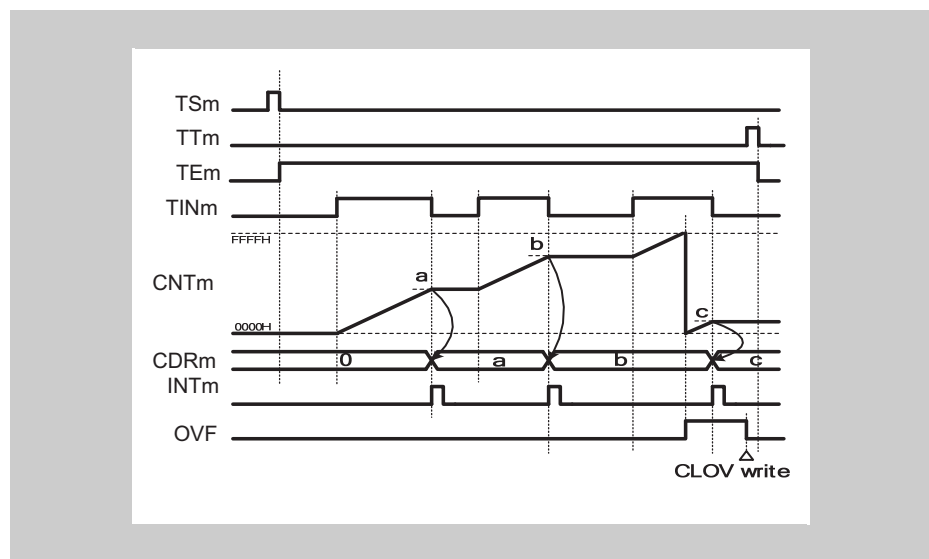 TSm
TTm
TEm
TINm
FFFFH
b
a
CNTm
c
0000H
CDRm 0 a b c
INTm
OVF
CLOV write